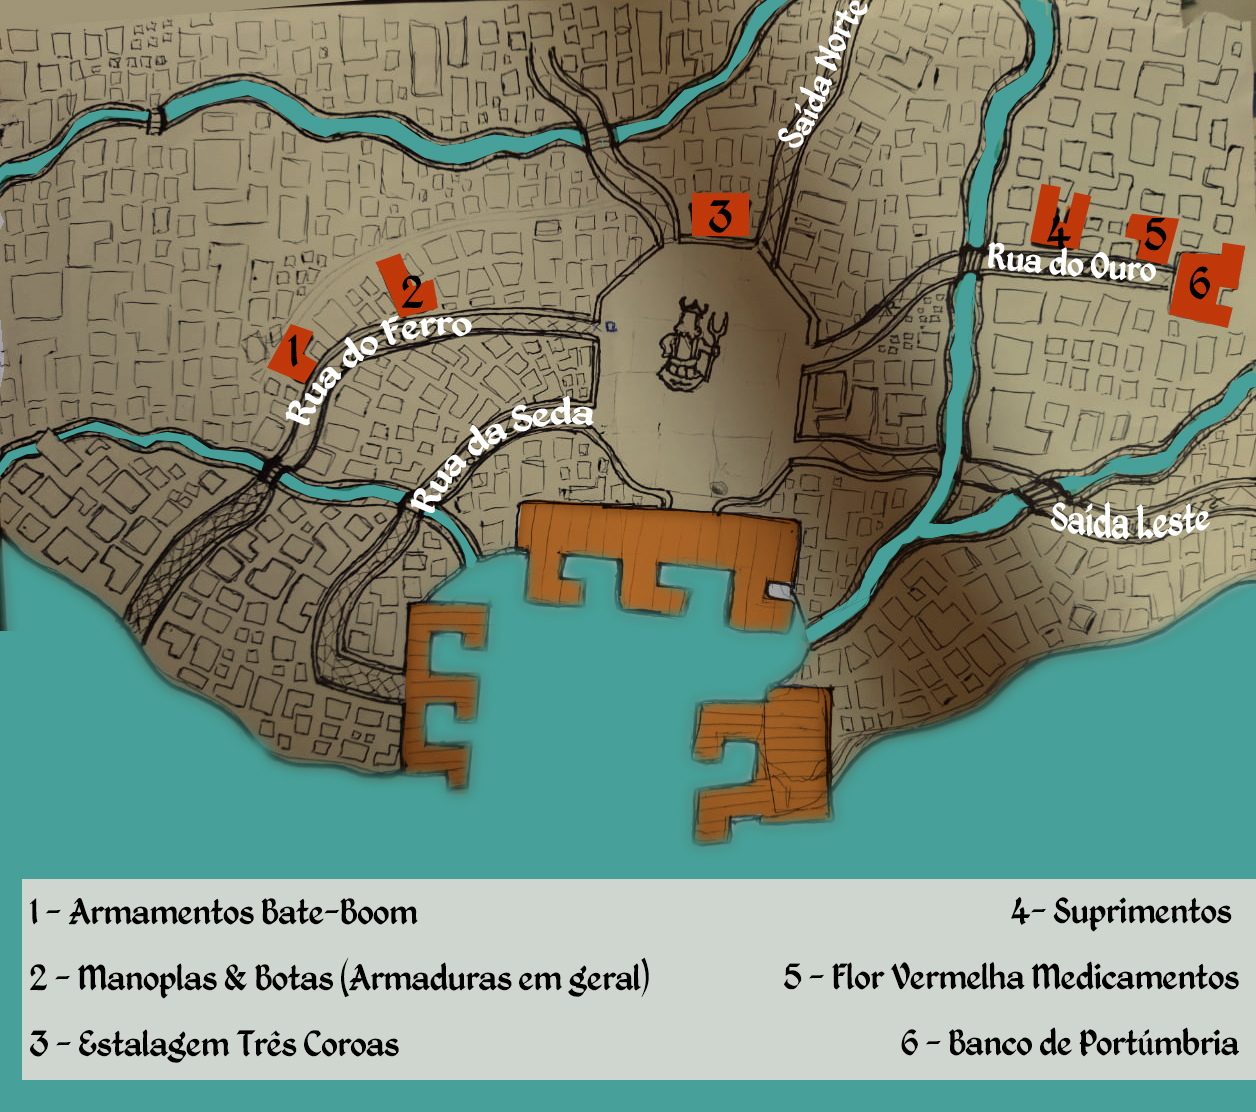 Saída Norte
3
4
5
Rua do Ouro
6
2
Rua do Ferro
1
Rua da Seda
Saída Leste
1 - Armamentos Bate-Boom
2 - Manoplas & Botas (Armaduras em geral)
3 - Estalagem Três Coroas
4- Suprimentos
5 - Flor Vermelha Medicamentos
6 - Banco de Portúmbria